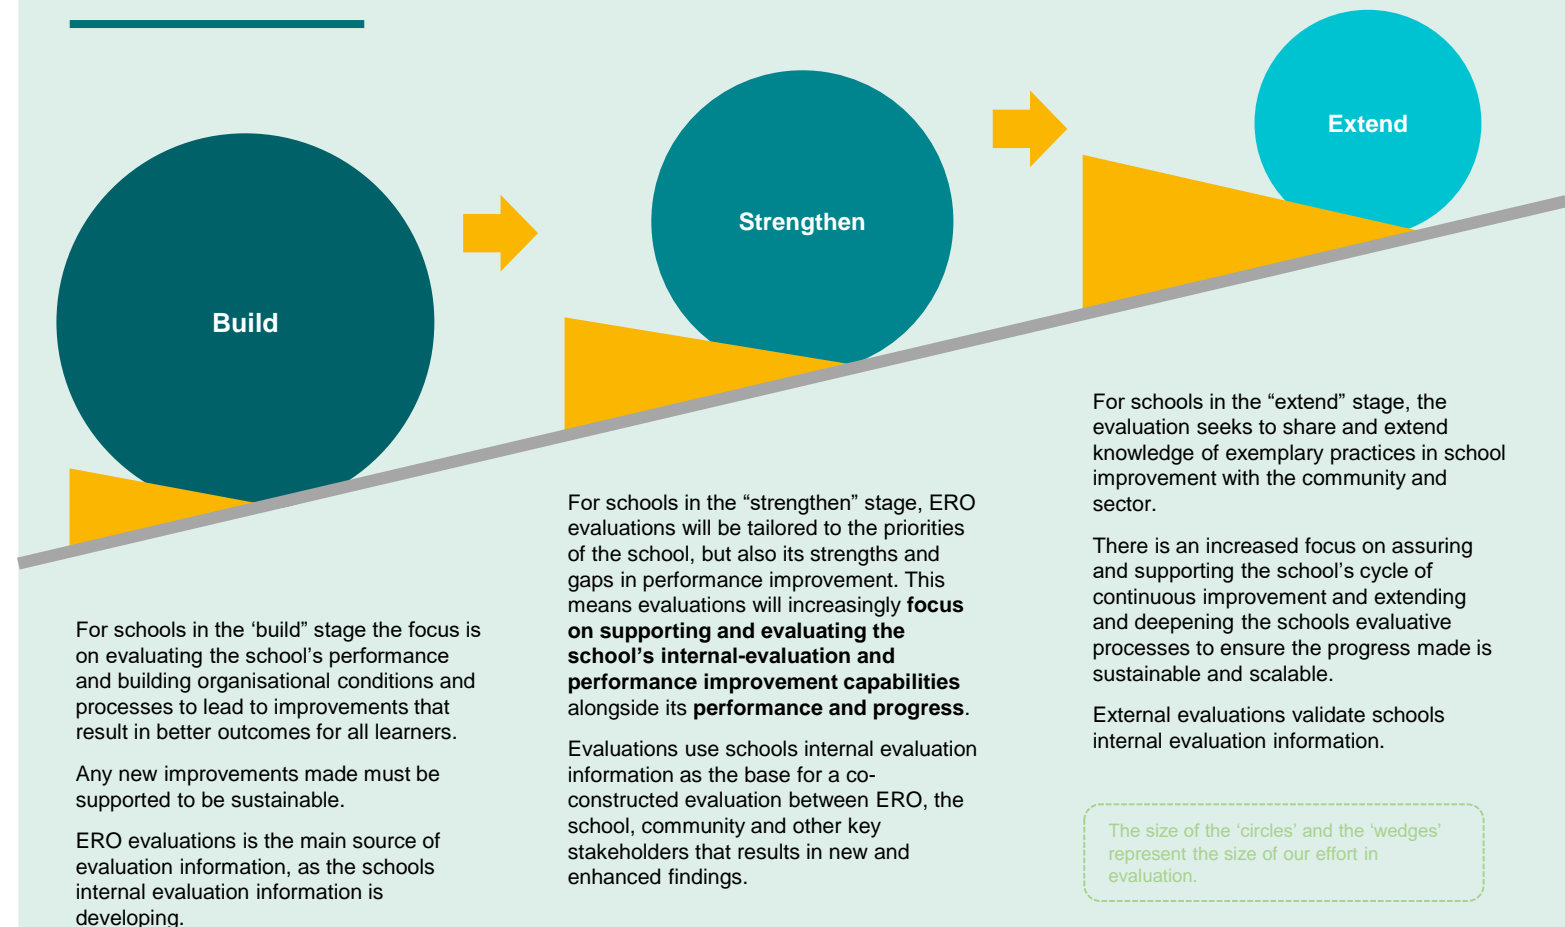 Build
Strengthen
Extend
For schools in the ‘build” stage the focus is
on evaluating the school’s performance
and building organisational conditions and
processes to lead to improvements that
result in better outcomes for all learners.
Any new improvements made must be
supported to be sustainable.
ERO evaluations is the main source of
evaluation information, as the schools
internal evaluation information is
developing.
For schools in the “strengthen” stage, ERO
evaluations will be tailored to the priorities
of the school, but also its strengths and
gaps in performance improvement. This
means evaluations will increasingly focus
on supporting and evaluating the
school’s internal-evaluation and
performance improvement capabilities
alongside its performance and progress.
Evaluations use schools internal evaluation
information as the base for a co-
constructed evaluation between ERO, the
school, community and other key
stakeholders that results in new and
enhanced findings.
For schools in the “extend” stage, the
evaluation seeks to share and extend
knowledge of exemplary practices in school
improvement with the community and
sector.
There is an increased focus on assuring
and supporting the school’s cycle of
continuous improvement and extending
and deepening the schools evaluative
processes to ensure the progress made is
sustainable and scalable.
External evaluations validate schools
internal evaluation information.
The size of the ‘circles’ and the ‘wedges’
represent the size of our effort in
evaluation.